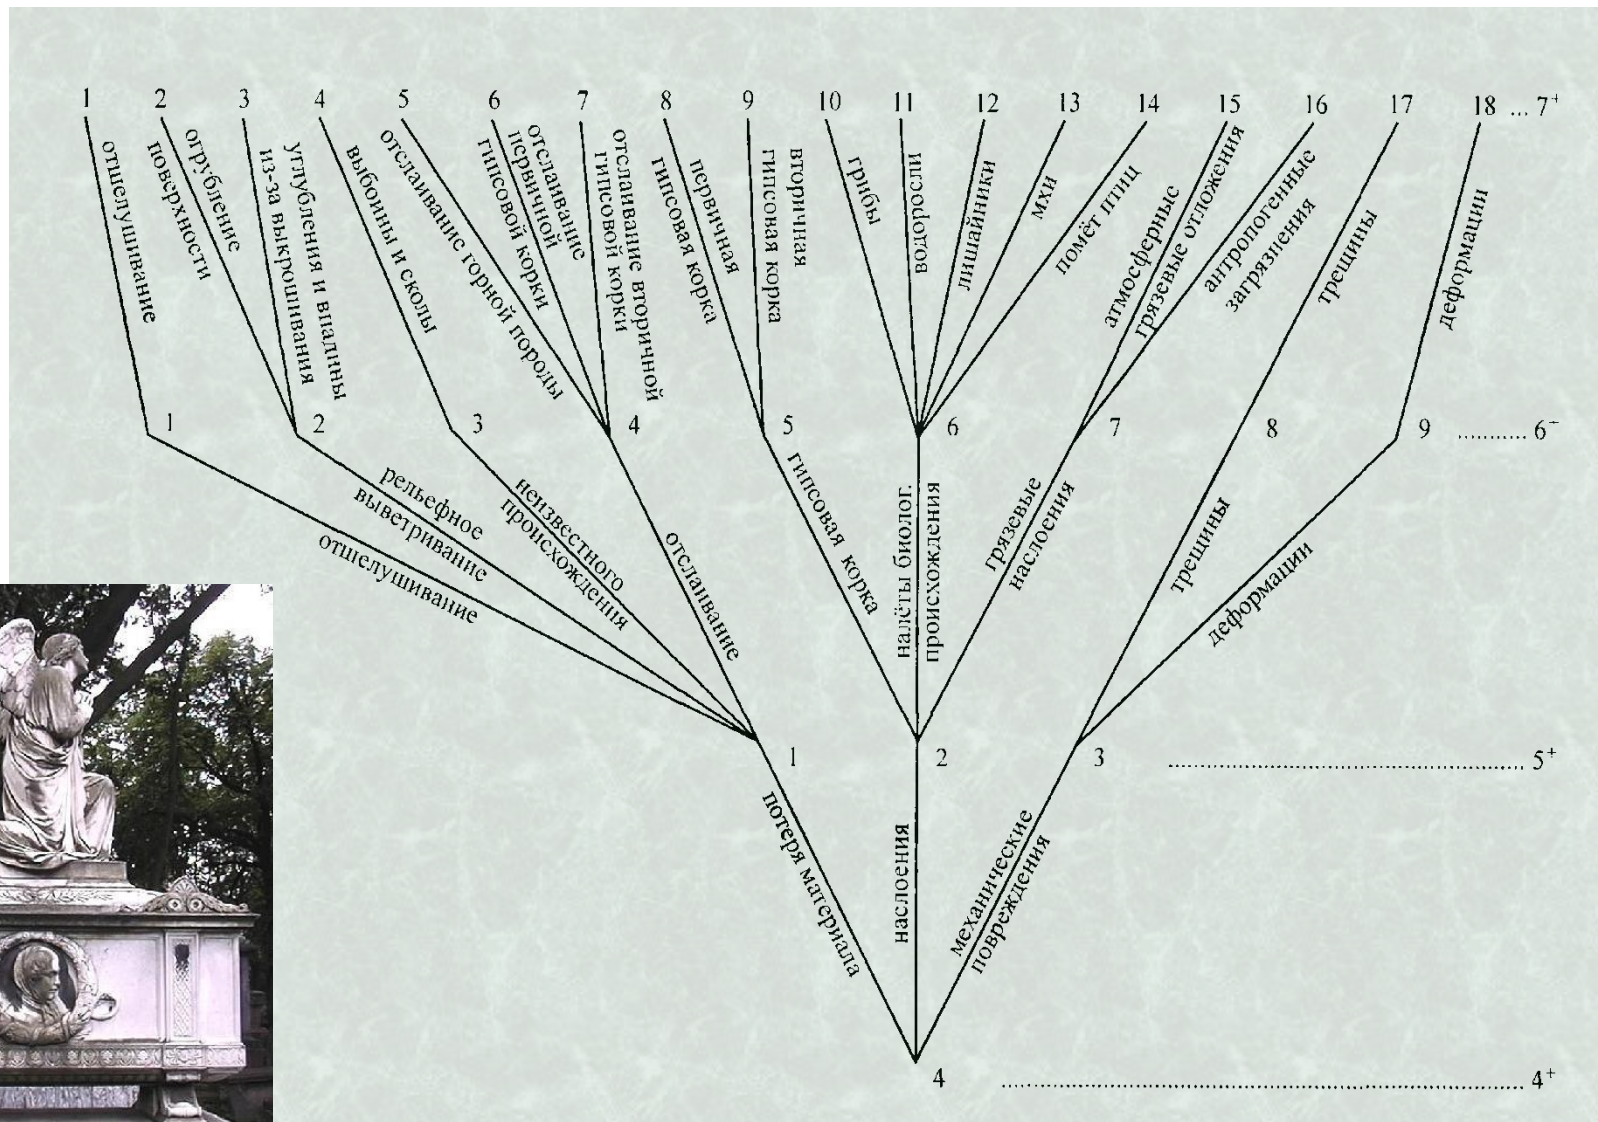 1 2 3 4 5 6 7 8 9 10 11 12 13 14 15 16 17 18 ... 7⁺
отшелушивание
огрубление
поверхности
углубления и впадины
из-за выкрошивания
выбоины и сколы
отслаивание горной породы
отслаивание
первичной
гипсовой корки
отслаивание вторичной
гипсовой корки
первичная
гипсовая корка
вторичная
гипсовая корка
грибы
водоросли
лишайники
мхи
помёт птиц
атмосферные
грязевые отложения
антропогенные
загрязнения
трещины
деформации
1 2 3 4 5 6 7 8 9 ........... 6⁺
отшелушивание
рельефное
выветривание
неизвестного
происхождения
отслаивание
гипсовая корка
налёты биолог.
происхождения
грязевые
наслоения
трещины
деформации
1 2 3 ........... 5⁺
потеря материала
наслоения
механические
повреждения
4 ........... 4⁺